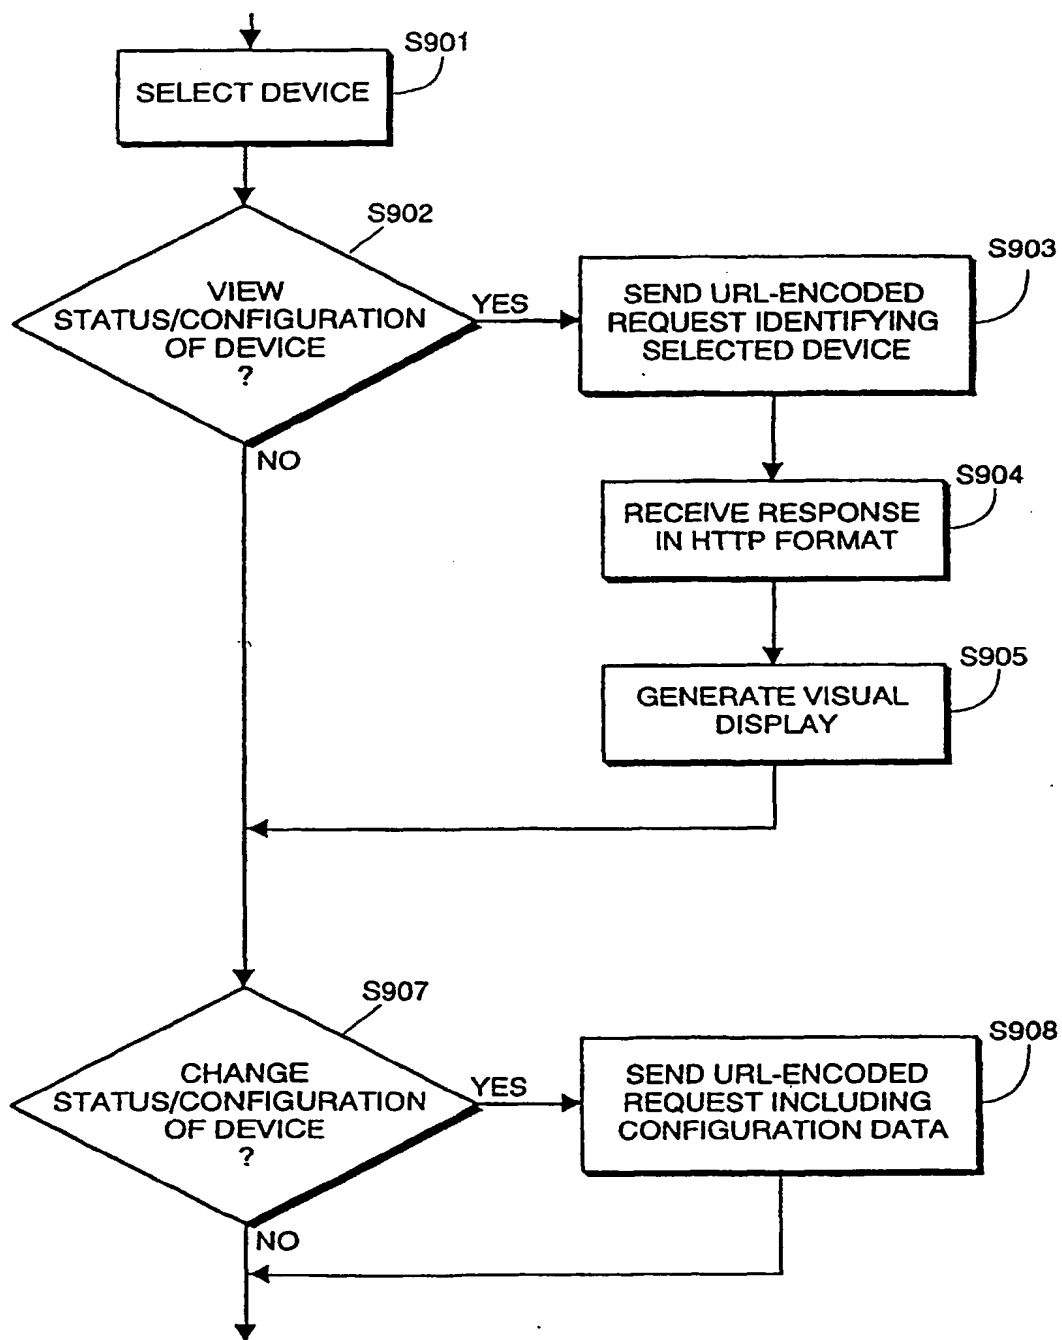 S901
SELECT DEVICE
S902
VIEW
STATUS/CONFIGURATION
OF DEVICE
?
YES
NO
S903
SEND URL-ENCODED
REQUEST IDENTIFYING
SELECTED DEVICE
S904
RECEIVE RESPONSE
IN HTTP FORMAT
S905
GENERATE VISUAL
DISPLAY
S907
CHANGE
STATUS/CONFIGURATION
OF DEVICE
?
YES
NO
S908
SEND URL-ENCODED
REQUEST INCLUDING
CONFIGURATION DATA